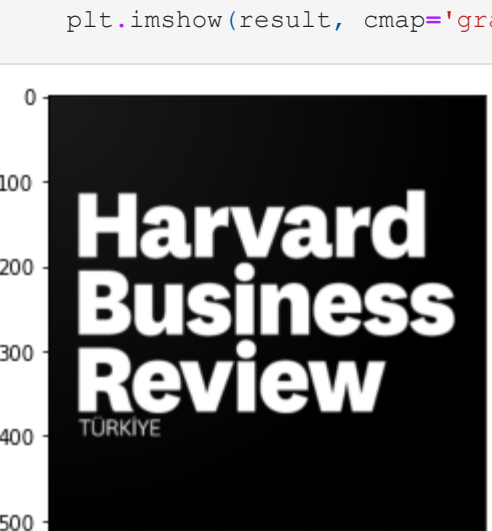 plt.imshow(result, cmap='gra
0
100
200
300
400
500
Harvard
Business
Review
TÜRKİYE